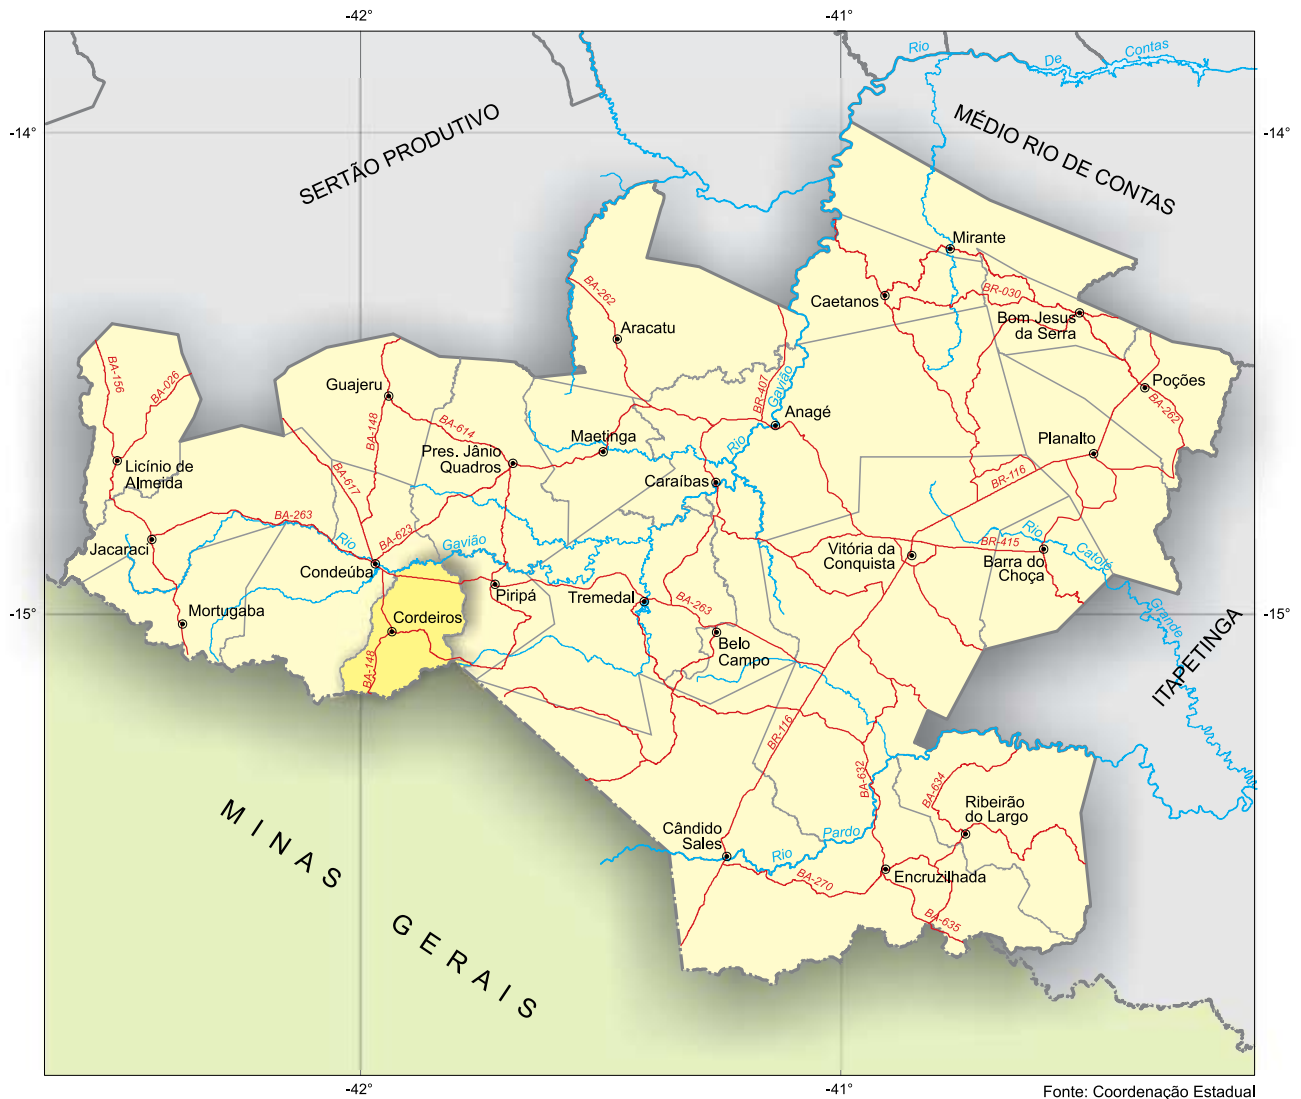 -42°
-41°
Rio
De
Contas
-14°
-14°
SERTÃO PRODUTIVO
MÉDIO RIO DE CONTAS
Mirante
BA-262
BR-030
Caetanos
Bom Jesus
da Serra
Aracatu
BA-156
BA-026
Guajeru
BR-407
Gavião
Poções
BA-262
BA-148
BA-614
Anagé
Maetinga
Rio
Planalto
Pres. Jânio
Quadros
Licínio de
Almeida
BA-617
Caraíbas
BR-116
BA-263
Rio
BA-623
Gavião
Rio
Catolé
Grande
Jacaraci
BR-415
Vitória da
Conquista
Barra do
Choça
Condeúba
Piripá
Tremedal
BA-263
Mortugaba
Cordeiros
-15°
-15°
Belo
Campo
BA-148
ITAPETINGA
BR-116
BA-632
BA-634
Ribeirão
do Largo
Cândido
Sales
Rio
Pardo
BA-270
Encruzilhada
BA-635
MINAS GERAIS
-42°
-41°
Fonte: Coordenação Estadual